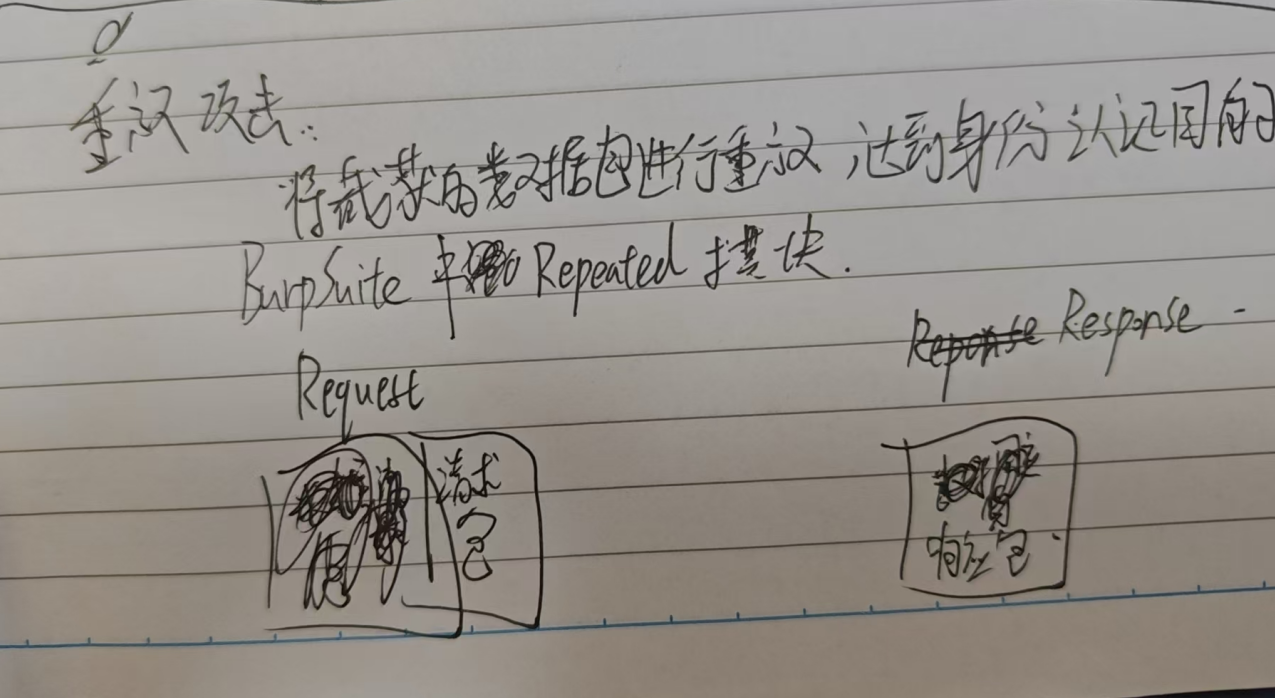 重放攻击:
将截获的数据包进行重放,达到身份认证目的
BurpSuite 中 Repeated 模块.
Response
Request
请求
包
响应包